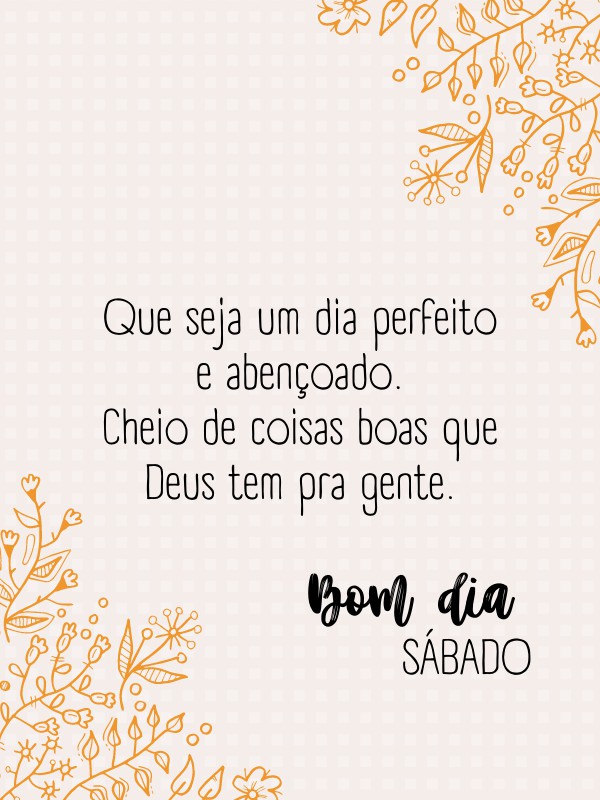 Que seja um dia perfeito
e abençoado.
Cheio de coisas boas que
Deus tem pra gente.
Bom dia
SÁBADO